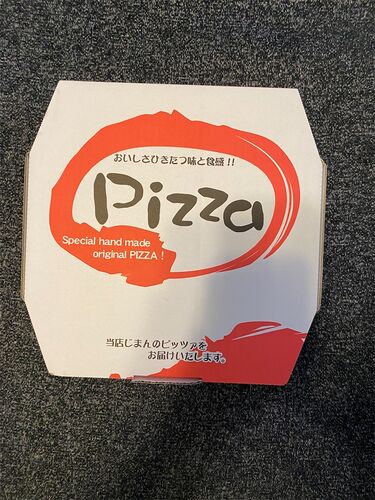 おいしさひきたつ味と食感!!
Pizza
Special hand made
original PIZZA!
当店じまんのピッツァを
お届けいたします。